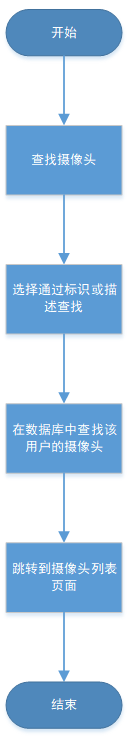 开始
查找摄像头
选择通过标识或描
述查找
在数据库中查找该
用户的摄像头
跳转到摄像头列表
页面
结束